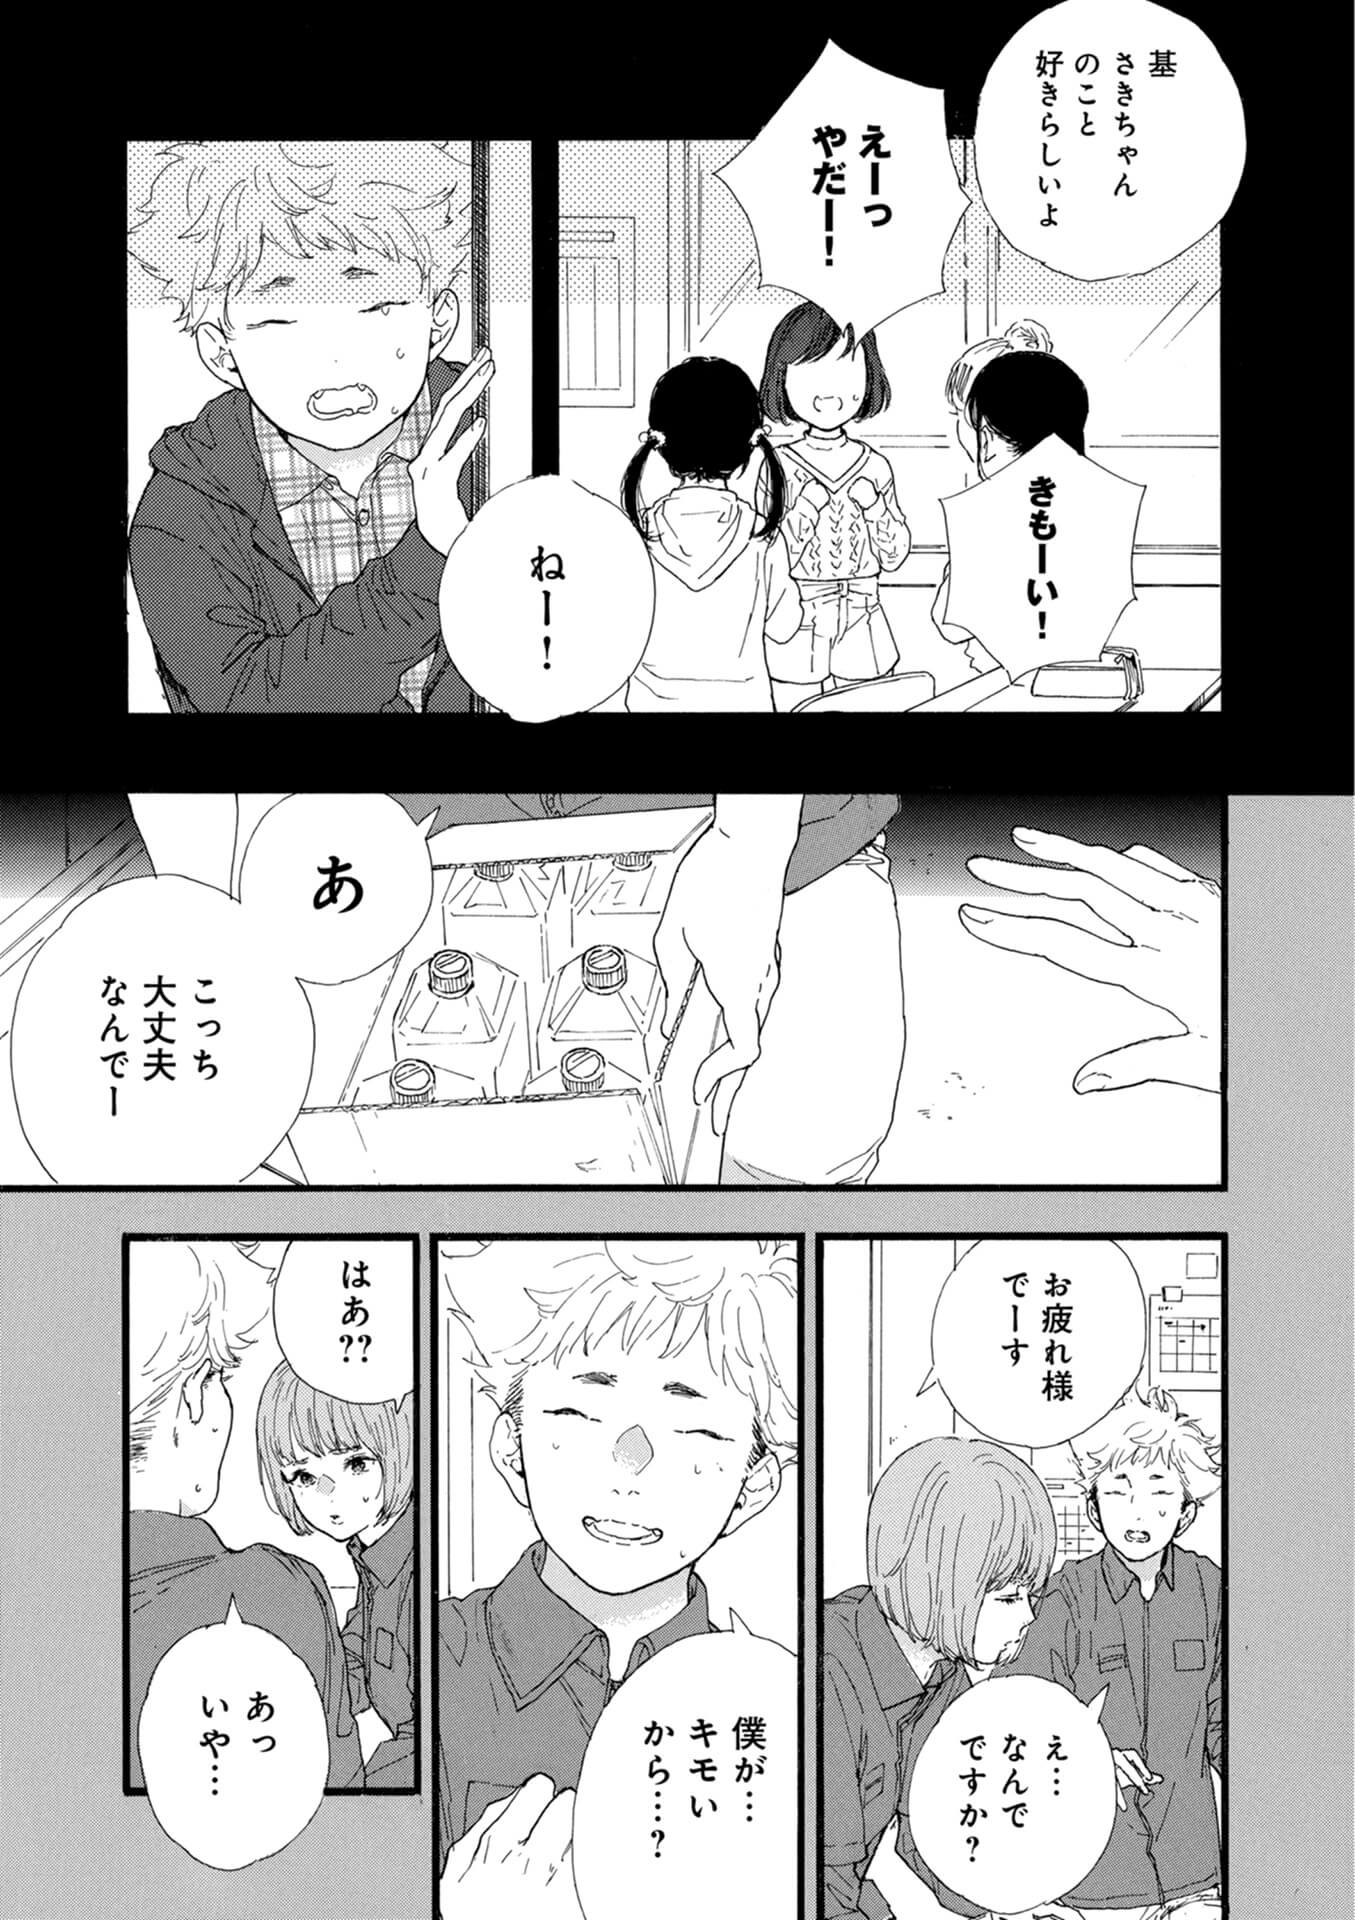 基
さきちゃん
のこと
好きらしいよ
えーっ
やだー!
きもーい!
ねー!
あ
こっち
大丈夫
なんでー
お疲れ様
でーす
え…
なんで
ですか?
僕が…
キモい
から…?
はあ??
あっ
いや…